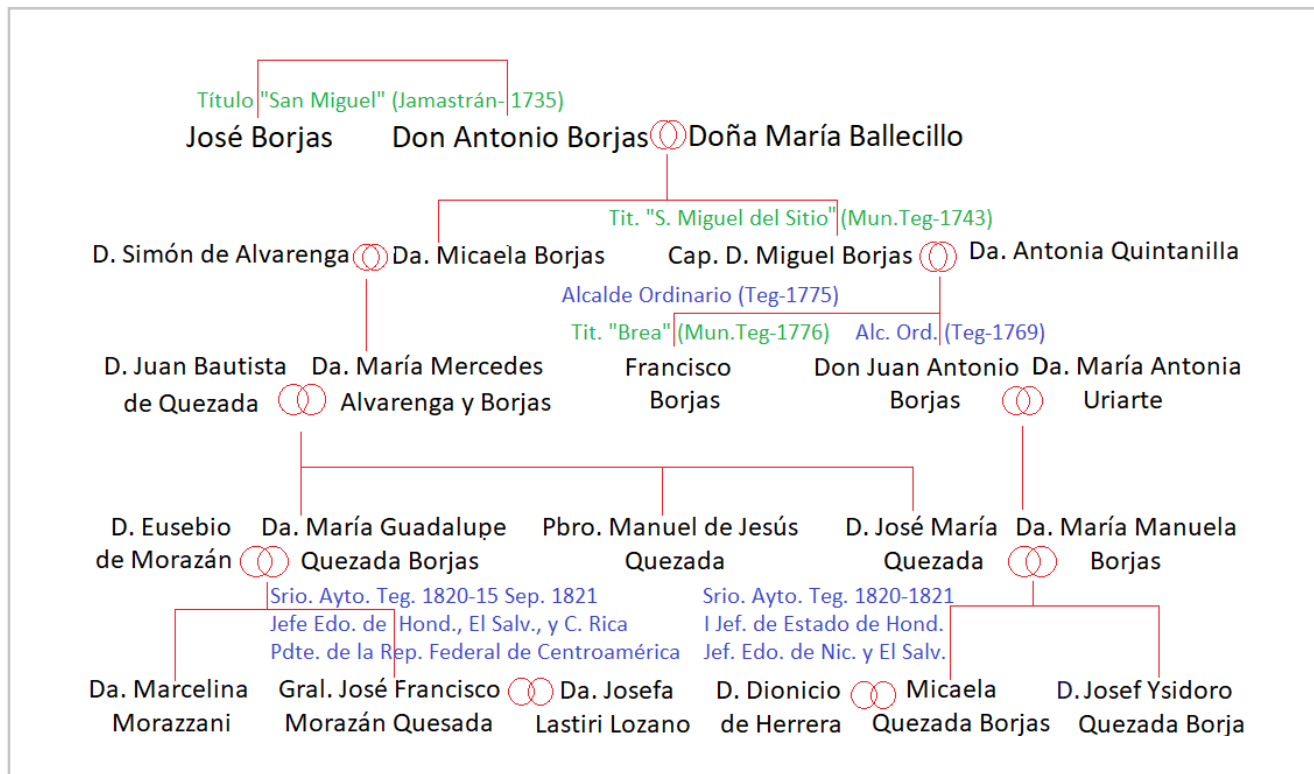 Título "San Miguel" (Jamastrán- 1735)
José Borjas Don Antonio Borjas Doña María Ballecillo
Tit. "S. Miguel del Sitio" (Mun.Teg-1743)
D. Simón de Alvarenga Da. Micaela Borjas Cap. D. Miguel Borjas Da. Antonia Quintanilla
Alcalde Ordinario (Teg-1775)
Tit. "Brea" (Mun.Teg-1776) Alc. Ord. (Teg-1769)
D. Juan Bautista Da. María Mercedes Francisco Don Juan Antonio Da. María Antonia
de Quezada Alvarenga y Borjas Borjas Borjas Uriarte
D. Eusebio Da. María Guadalupe Pbro. Manuel de Jesús D. José María Da. María Manuela
de Morazán Quezada Borjas Quezada Quezada Borjas
Srio. Ayto. Teg. 1820-15 Sep. 1821 Srio. Ayto. Teg. 1820-1821
Jefe Edo. de Hond., El Salv., y C. Rica I Jef. de Estado de Hond.
Pdte. de la Rep. Federal de Centroamérica Jef. Edo. de Nic. y El Salv.
Da. Marcelina Gral. José Francisco Da. Josefa D. Dionicio Micaela D. Josef Ysidoro
Morazzani Morazán Quesada Lastiri Lozano de Herrera Quezada Borjas Quezada Borja